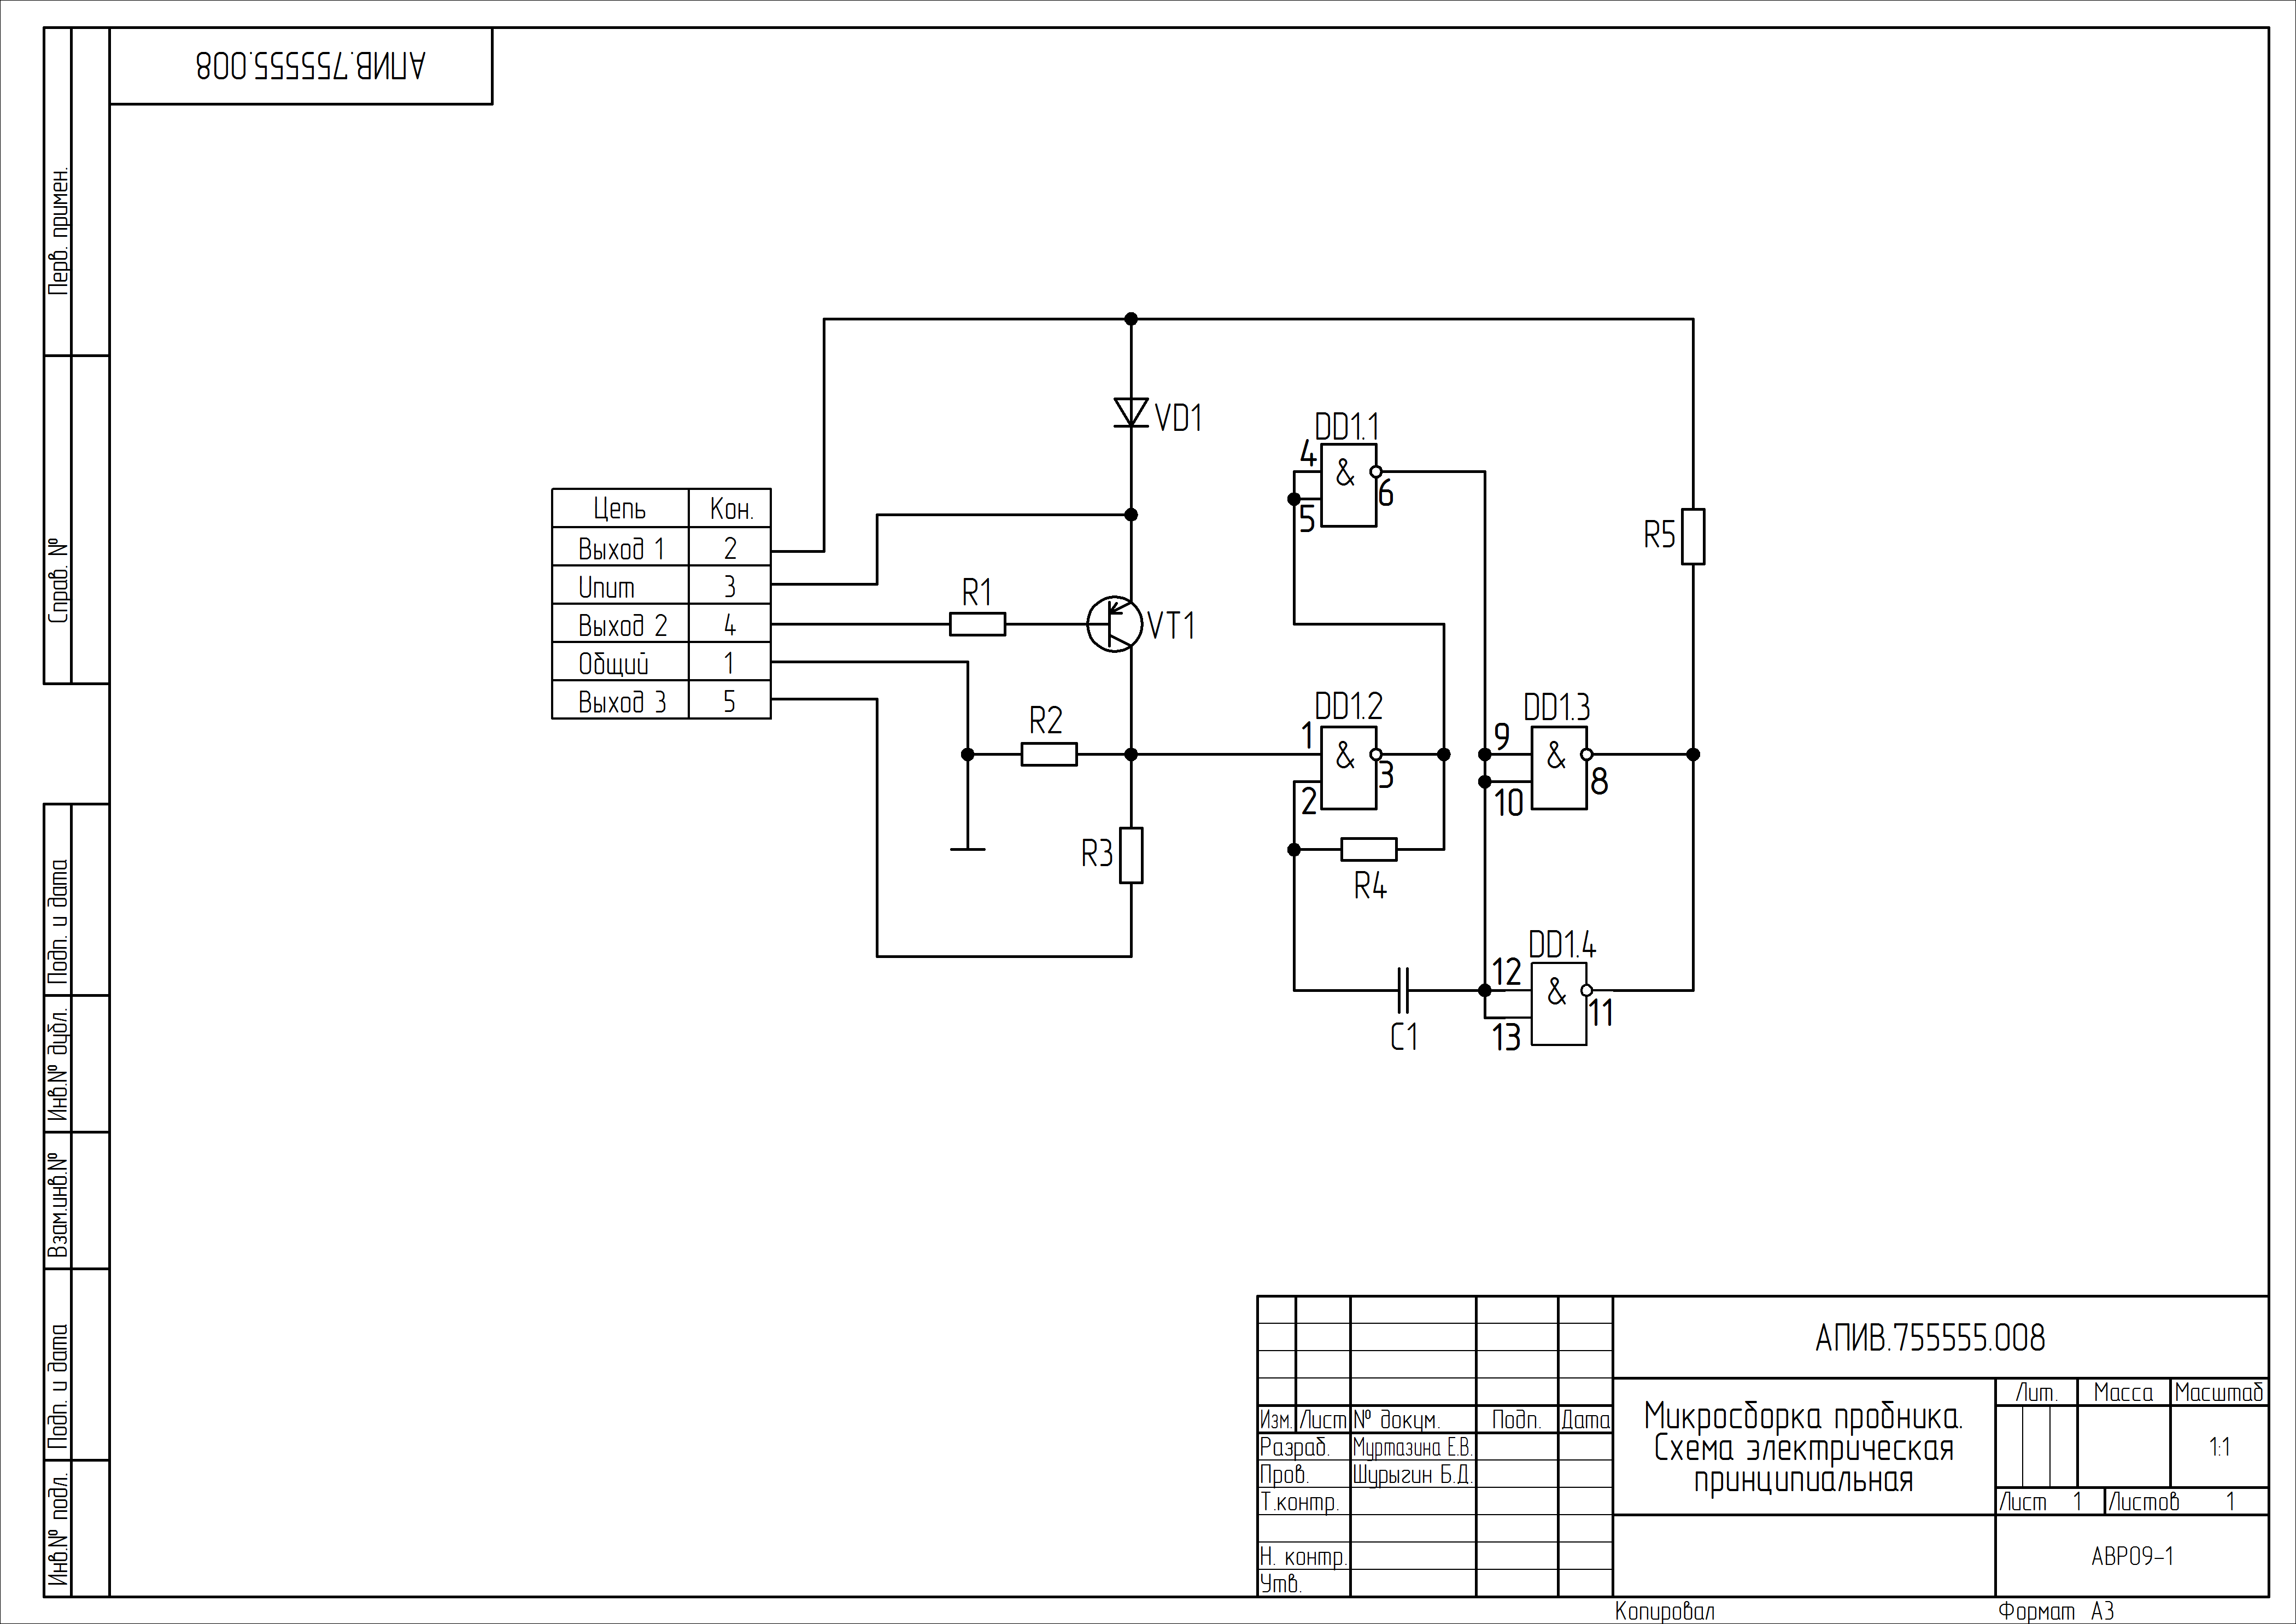 АПИВ.755555.008
Перв. примен.
Справ. №
Подп. и дата
Инв.№ дубл.
Взам.инв.№
Подп. и дата
Инв.№ подл.
Цепь Кон.
Выход 1 2
Uпит 3
Выход 2 4
Общий 1
Выход 3 5
VD1
R1
VT1
R2
R3
DD1.1
4 & 6
5
DD1.2
1 & 3
2
R4
C1
R5
DD1.3
9 & 8
10
DD1.4
12 & 11
13
АПИВ.755555.008
Изм. Лист № докум. Подп. Дата
Разраб. Муртазина Е.В.
Пров. Шурыгин Б.Д.
Т.контр.
Н. контр.
Утв.
Микросборка пробника.
Схема электрическая
принципиальная
Лит. Масса Масштаб
1:1
Лист 1 Листов 1
АВР09-1
Копировал Формат А3